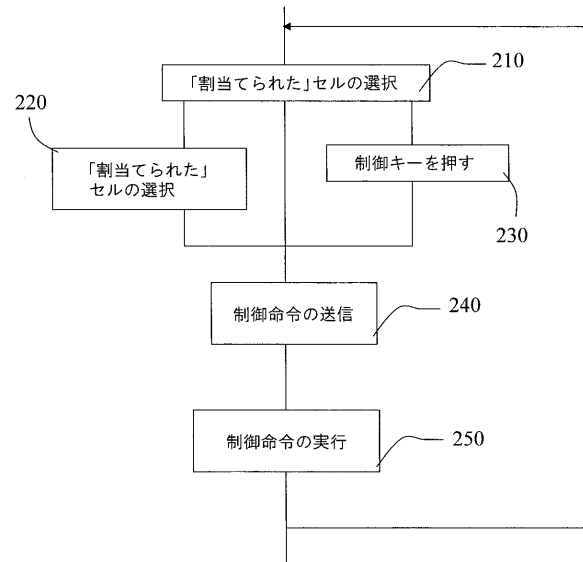 210
「割当てられた」セルの選択
220
「割当てられた」
セルの選択
制御キーを押す
230
制御命令の送信
240
制御命令の実行
250